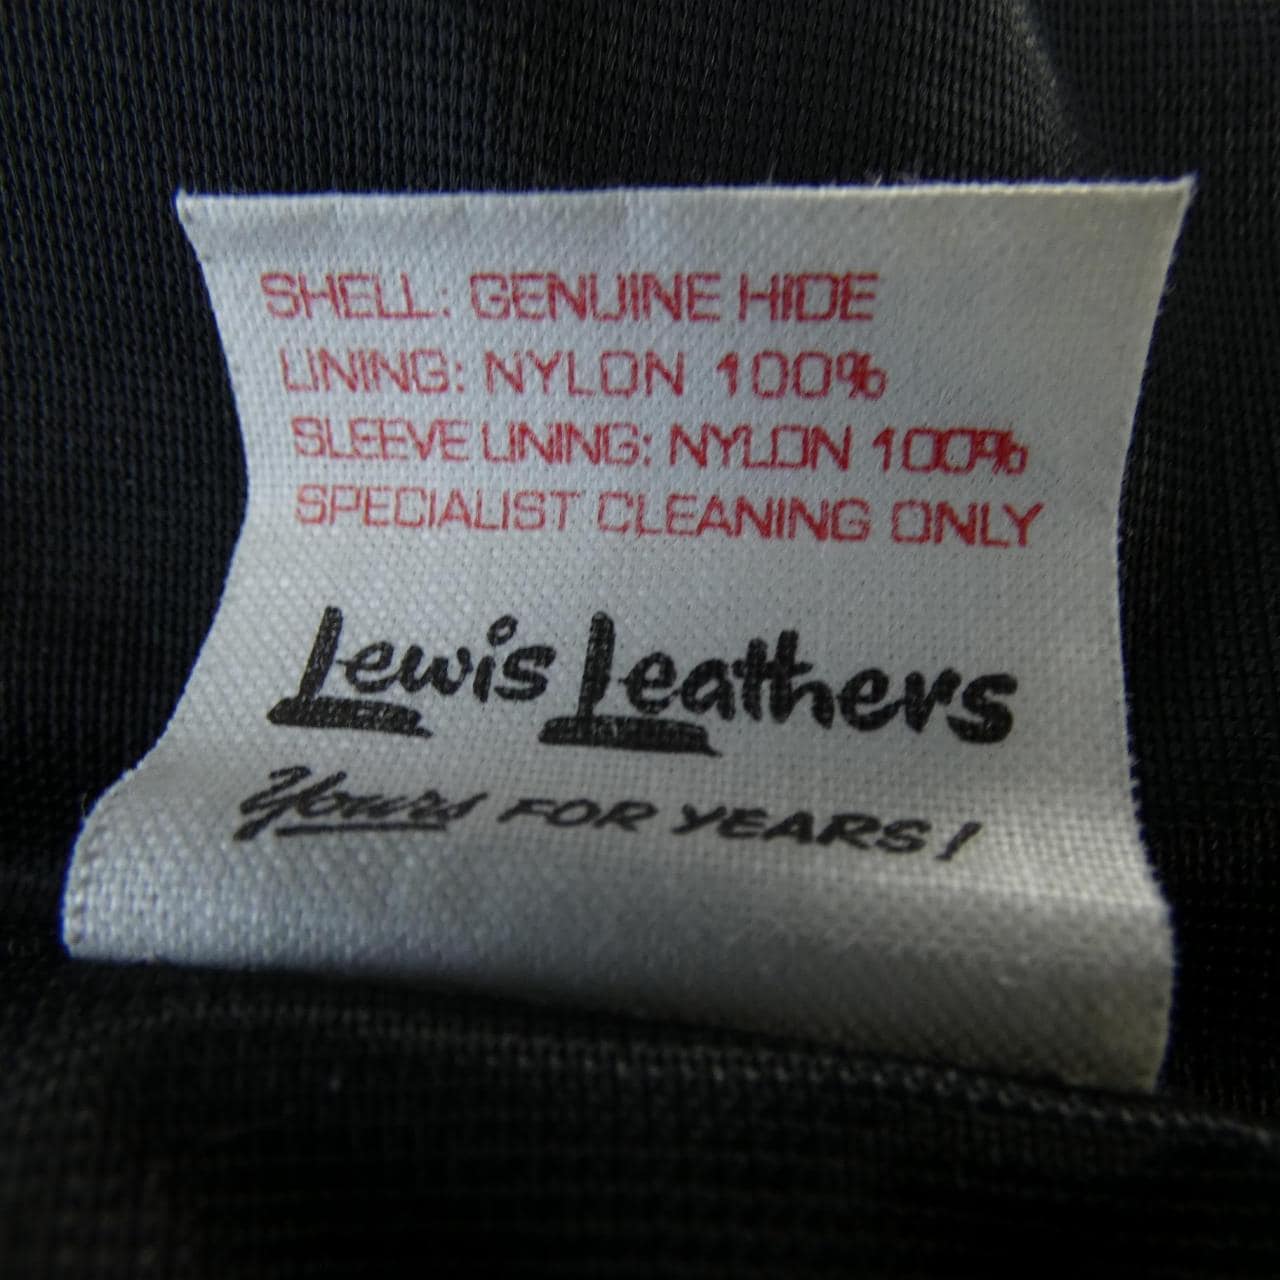 SHELL: GENUINE HIDE
LINING: NYLON 100%
SLEEVE LINING: NYLON 100%
SPECIALIST CLEANING ONLY
Lewis Leathers
Yours FOR YEARS!